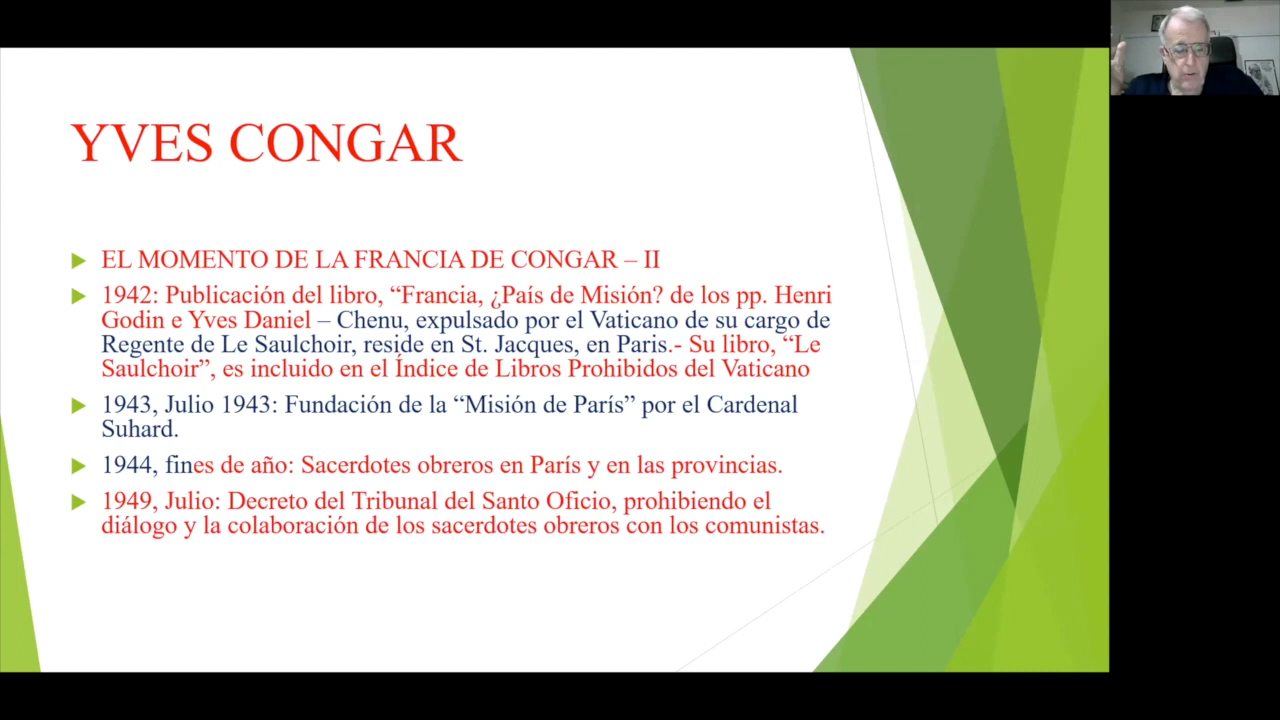 YVES CONGAR
EL MOMENTO DE LA FRANCIA DE CONGAR – II
1942: Publicación del libro, “Francia, ¿País de Misión? de los pp. Henri
Godin e Yves Daniel – Chenu, expulsado por el Vaticano de su cargo de
Regente de Le Saulchoir, reside en St. Jacques, en Paris.- Su libro, “Le
Saulchoir”, es incluido en el Índice de Libros Prohibidos del Vaticano
1943, Julio 1943: Fundación de la “Misión de París” por el Cardenal
Suhard.
1944, fines de año: Sacerdotes obreros en París y en las provincias.
1949, Julio: Decreto del Tribunal del Santo Oficio, prohibiendo el
diálogo y la colaboración de los sacerdotes obreros con los comunistas.